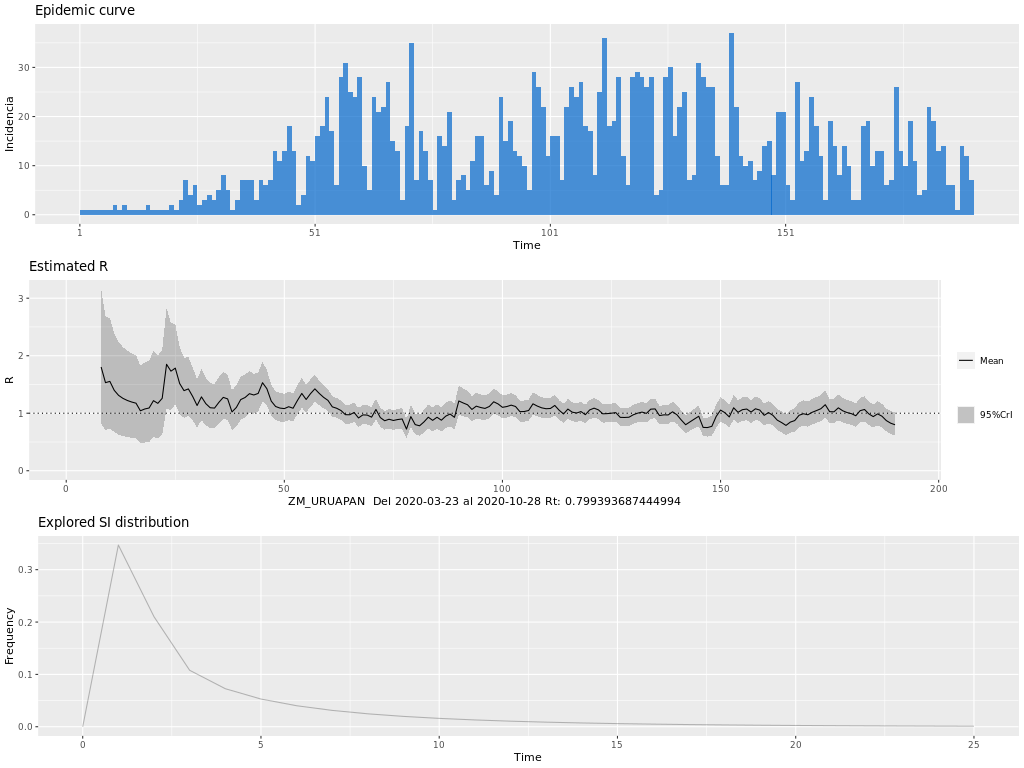 Epidemic curve
30
20
10
0
Incidencia
1 51 101 151
Time
Estimated R
3
2
1
0
R
Mean
95%CrI
0 50 100 150 200
ZM_URUAPAN Del 2020-03-23 al 2020-10-28 Rt: 0.799393687444994
Explored SI distribution
0.3
0.2
0.1
0.0
Frequency
0 5 10 15 20 25
Time